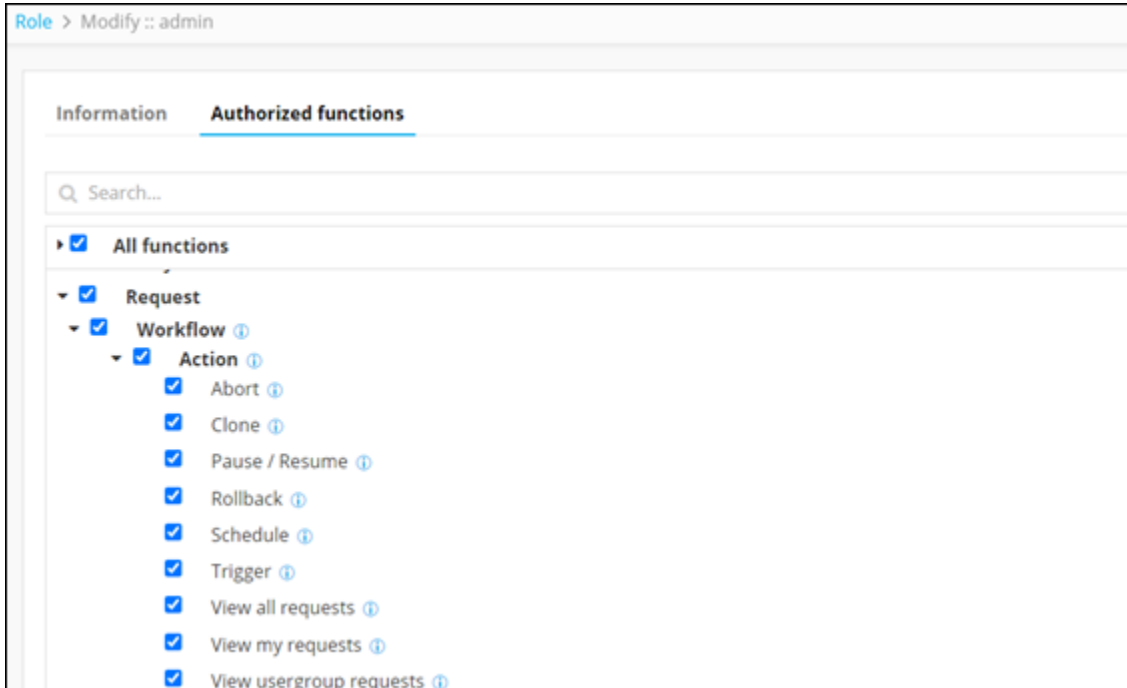 Role > Modify :: admin
Information Authorized functions
Search...
All functions
Request
Workflow
Action
Abort
Clone
Pause / Resume
Rollback
Schedule
Trigger
View all requests
View my requests
View usergroup requests